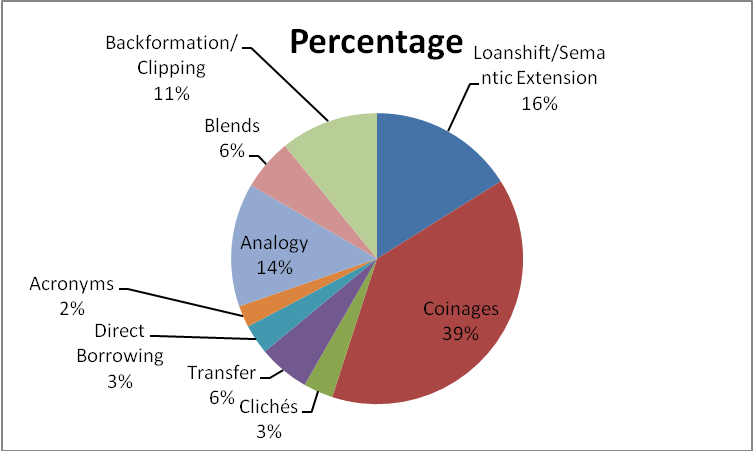 Percentage
Loanshift/Sema
ntic Extension
16%
Coinages
39%
Clichés
3%
Transfer
6%
Direct
Borrowing
3%
Acronyms
2%
Analogy
14%
Blends
6%
Backformation/
Clipping
11%